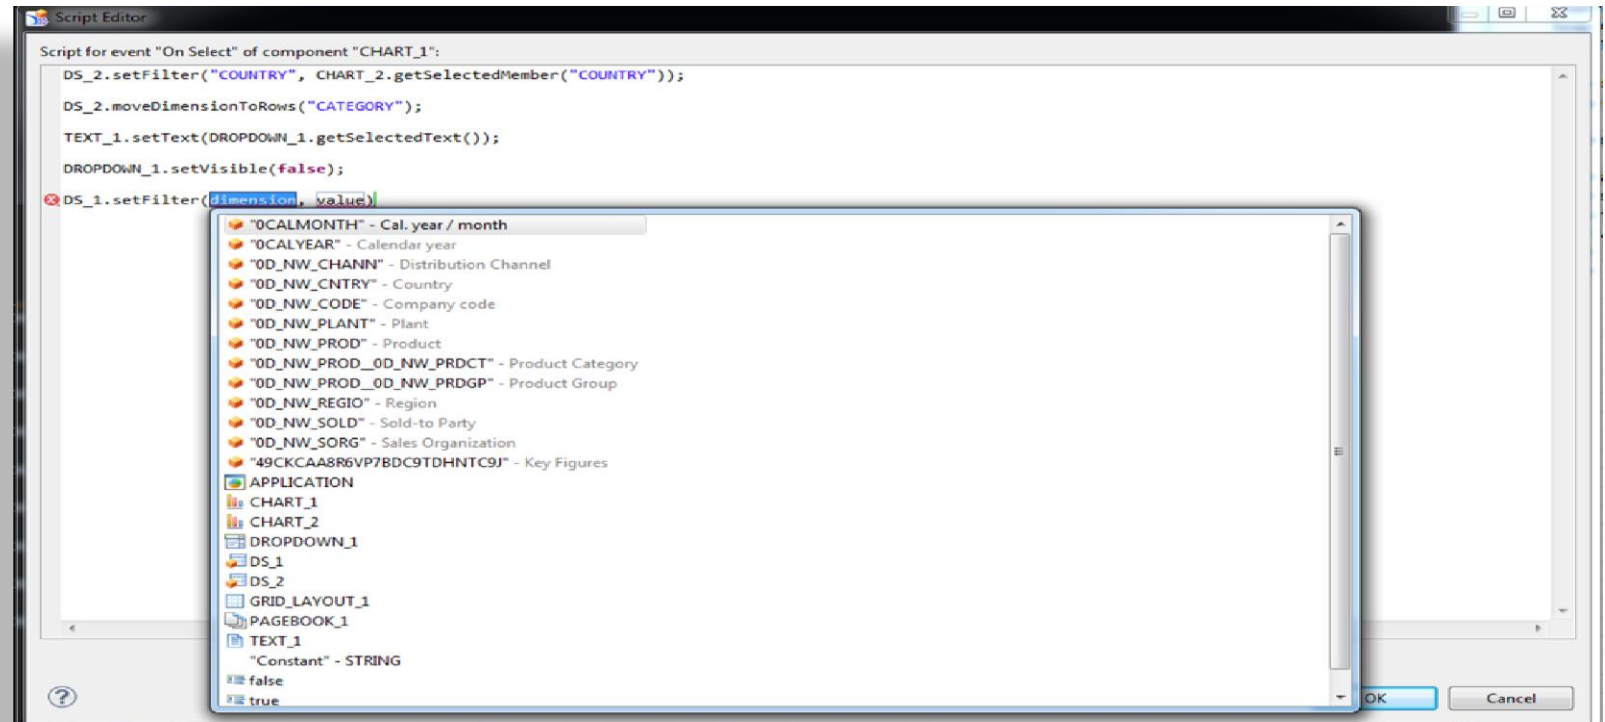 Script Editor
Script for event "On Select" of component "CHART_1":
DS_2.setFilter("COUNTRY", CHART_2.getSelectedMember("COUNTRY"));
DS_2.moveDimensionToRows("CATEGORY");
TEXT_1.setText(DROPDOWN_1.getSelectedText());
DROPDOWN_1.setVisible(false);
DS_1.setFilter(dimension, value)
"0CALMONTH" - Cal. year / month
"0CALYEAR" - Calendar year
"0D_NW_CHANN" - Distribution Channel
"0D_NW_CNTRY" - Country
"0D_NW_CODE" - Company code
"0D_NW_PLANT" - Plant
"0D_NW_PROD" - Product
"0D_NW_PROD__0D_NW_PRDCT" - Product Category
"0D_NW_PROD__0D_NW_PRDGP" - Product Group
"0D_NW_REGIO" - Region
"0D_NW_SOLD" - Sold-to Party
"0D_NW_SORG" - Sales Organization
"49CKCAA8R6VP7BDC9TDHNTC9J" - Key Figures
APPLICATION
CHART_1
CHART_2
DROPDOWN_1
DS_1
DS_2
GRID_LAYOUT_1
PAGEBOOK_1
TEXT_1
"Constant" - STRING
false
true
OK
Cancel